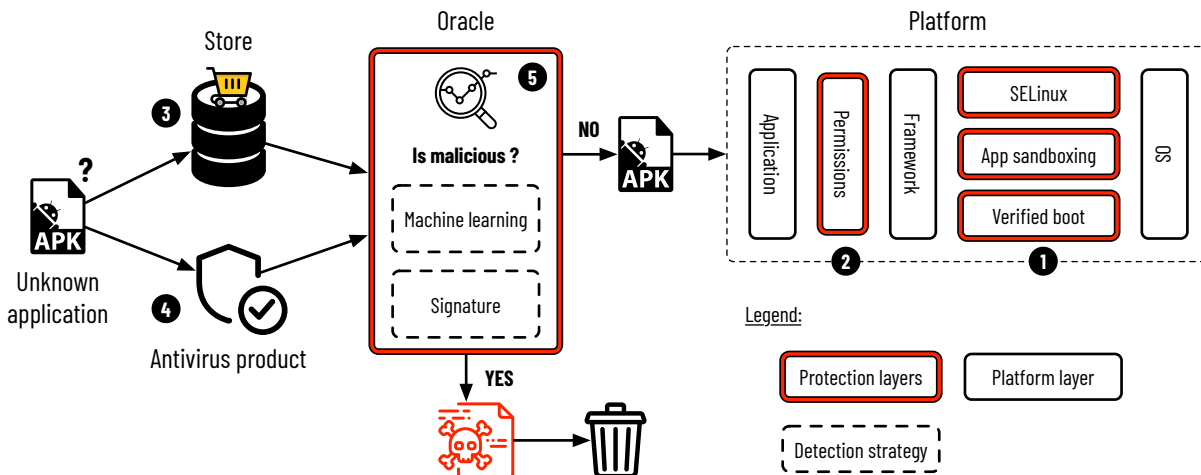 Store
Oracle
Platform
3
5
?
APK
Unknown
application
4
Antivirus product
Is malicious ?
Machine learning
Signature
NO
APK
YES
Application
Permissions
Framework
SELinux
App sandboxing
Verified boot
OS
2
1
Legend:
Protection layers
Platform layer
Detection strategy